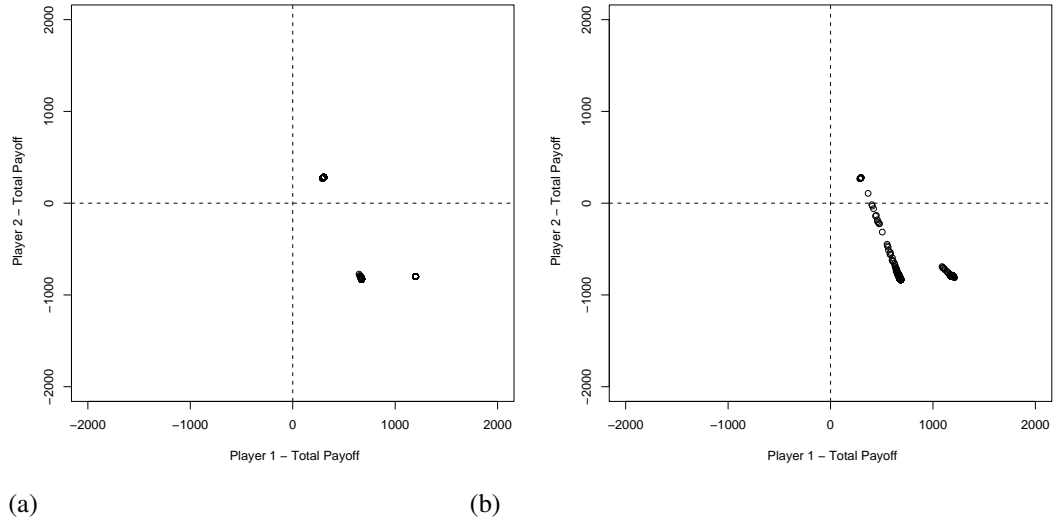 2000
1000
0
−1000
−2000
Player 2 − Total Payoff
−2000 −1000 0 1000 2000
Player 1 − Total Payoff
(a)
2000
1000
0
−1000
−2000
Player 2 − Total Payoff
−2000 −1000 0 1000 2000
Player 1 − Total Payoff
(b)